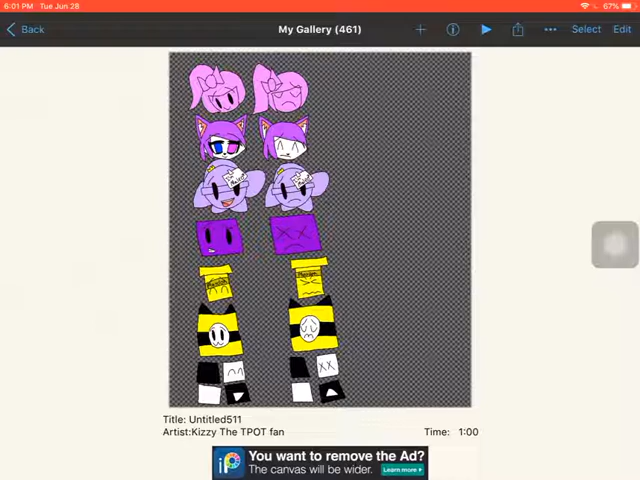 6:01 PM Tue Jun 28
67%
Back
My Gallery (461)
Select
Edit
Title: Untitled511
Artist:Kizzy The TPOT fan
Time: 1:00
You want to remove the Ad?
The canvas will be wider.
Learn more